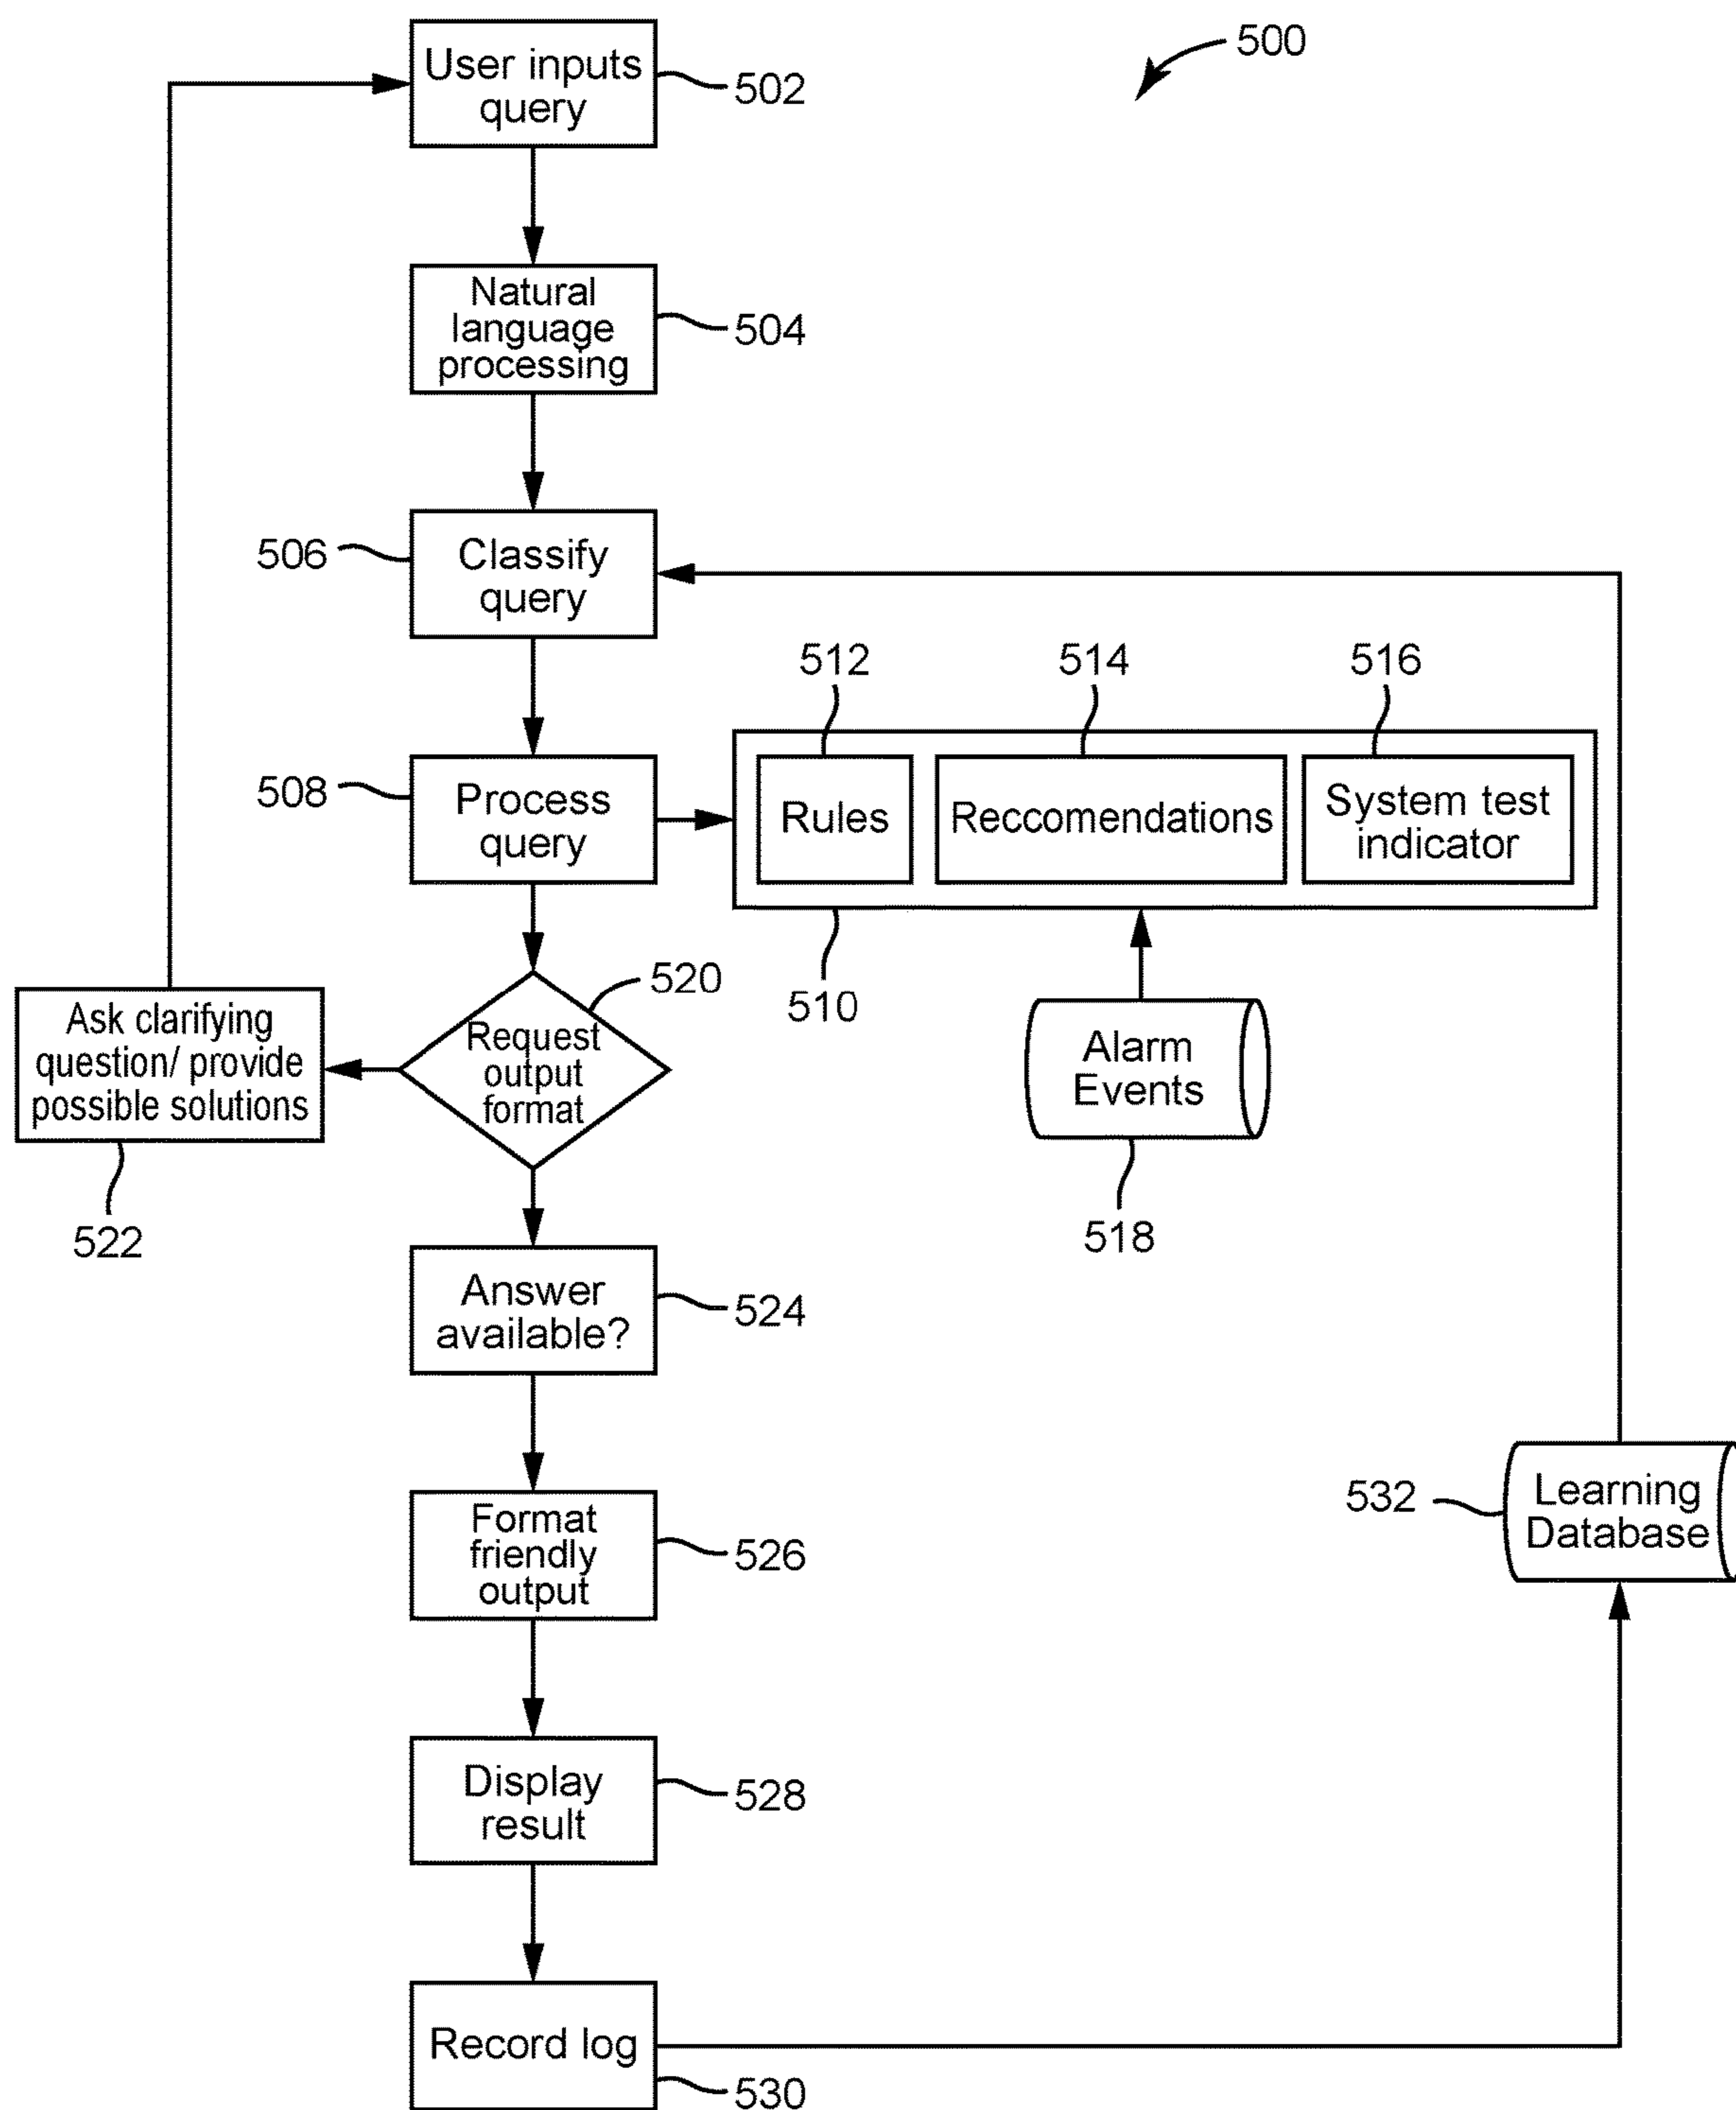 500
User inputs
query
502
Natural
language
processing
504
506
Classify
query
512
514
516
508
Process
query
Rules
Reccomendations
System test
indicator
510
520
Request
output
format
Ask clarifying
question/ provide
possible solutions
522
Alarm
Events
518
Answer
available?
524
532
Learning
Database
Format
friendly
output
526
Display
result
528
Record log
530